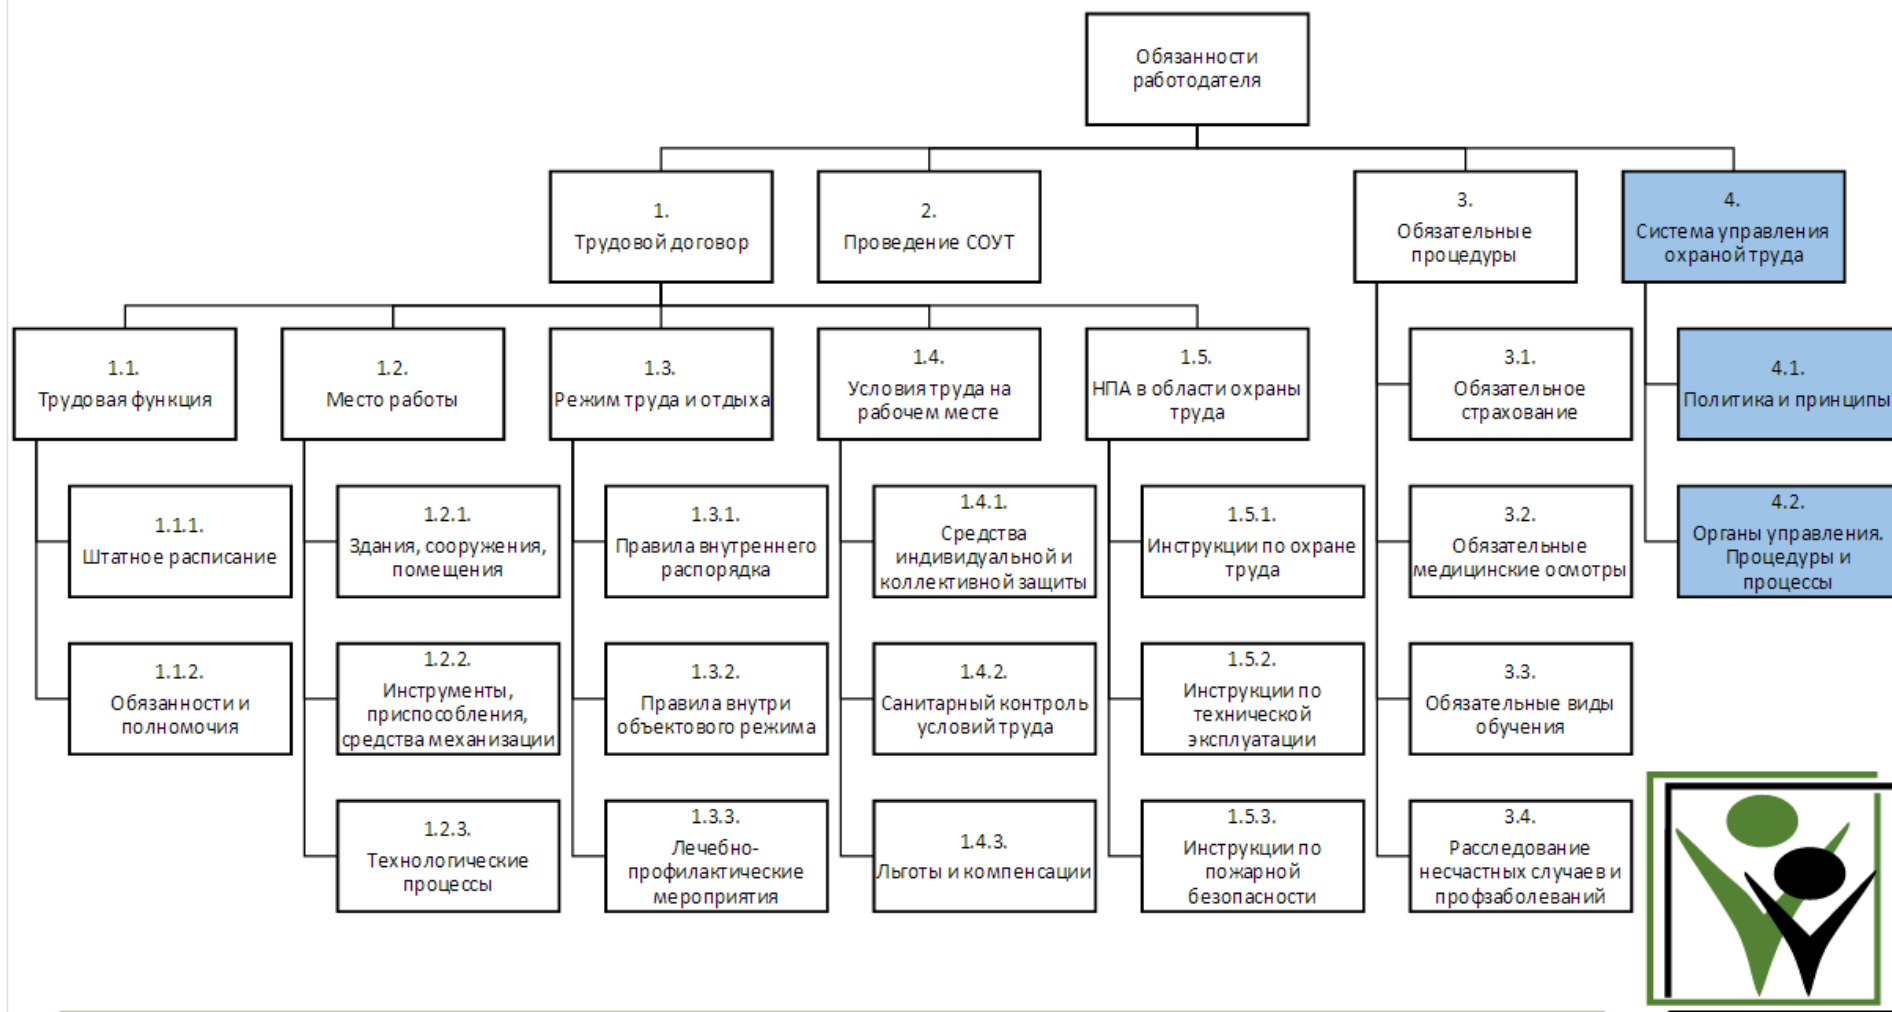 Обязанности
работодателя
1.
Трудовой договор
2.
Проведение СОУТ
3.
Обязательные
процедуры
4.
Система управления
охраной труда
1.1.
Трудовая функция
1.2.
Место работы
1.3.
Режим труда и отдыха
1.4.
Условия труда на
рабочем месте
1.5.
НПА в области охраны
труда
3.1.
Обязательное
страхование
4.1.
Политика и принципы
1.1.1.
Штатное расписание
1.2.1.
Здания, сооружения,
помещения
1.3.1.
Правила внутреннего
распорядка
1.4.1.
Средства
индивидуальной и
коллективной защиты
1.5.1.
Инструкции по охране
труда
3.2.
Обязательные
медицинские осмотры
4.2.
Органы управления.
Процедуры и
процессы
1.1.2.
Обязанности и
полномочия
1.2.2.
Инструменты,
приспособления,
средства механизации
1.3.2.
Правила внутри
объектового режима
1.4.2.
Санитарный контроль
условий труда
1.5.2.
Инструкции по
технической
эксплуатации
3.3.
Обязательные виды
обучения
1.2.3.
Технологические
процессы
1.3.3.
Лечебно-
профилактические
мероприятия
1.4.3.
Льготы и компенсации
1.5.3.
Инструкции по
пожарной
безопасности
3.4.
Расследование
несчастных случаев и
профзаболеваний